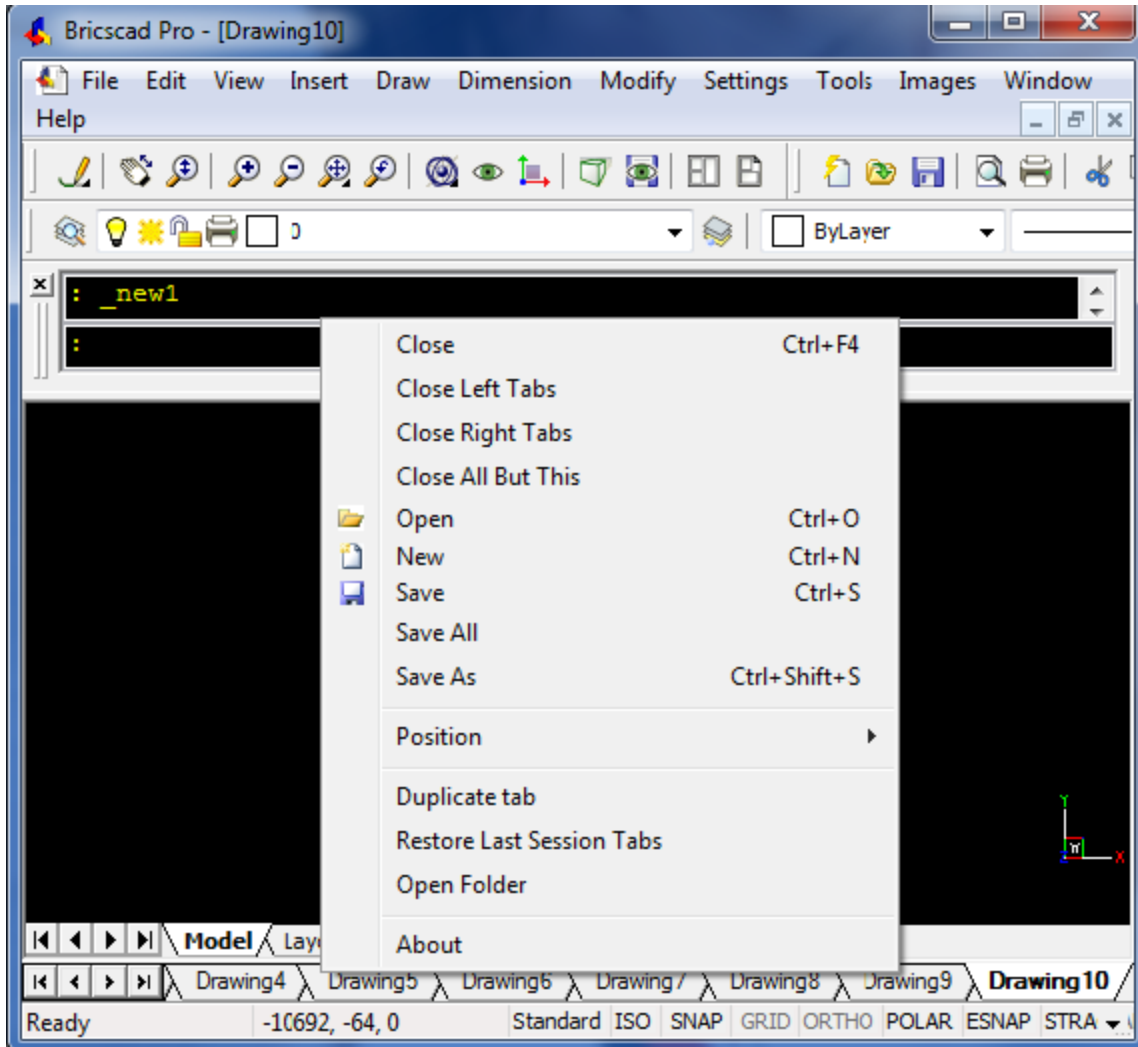 Bricscad Pro - [Drawing10]
File Edit View Insert Draw Dimension Modify Settings Tools Images Window
Help
ByLayer
: _new1
:
Close Ctrl+F4
Close Left Tabs
Close Right Tabs
Close All But This
Open Ctrl+O
New Ctrl+N
Save Ctrl+S
Save All
Save As Ctrl+Shift+S
Position
Duplicate tab
Restore Last Session Tabs
Open Folder
About
Y
X
Model Lay
Drawing4 Drawing5 Drawing6 Drawing7 Drawing8 Drawing9 Drawing10
Ready -10692, -64, 0 Standard ISO SNAP GRID ORTHO POLAR ESNAP STRA